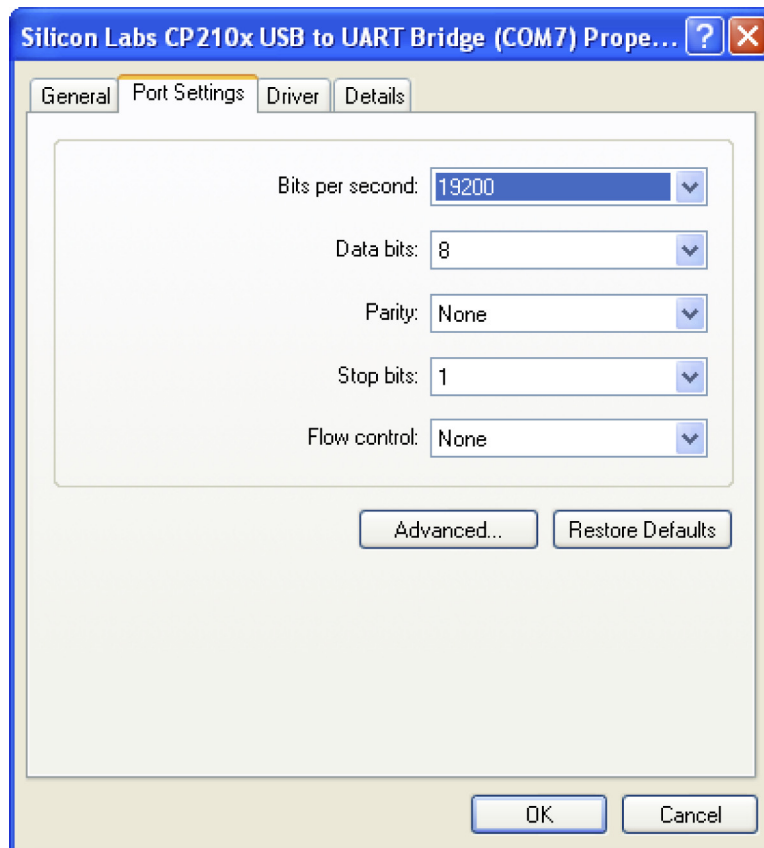 Silicon Labs CP210x USB to UART Bridge (COM7) Prope...
General Port Settings Driver Details
Bits per second: 19200
Data bits: 8
Parity: None
Stop bits: 1
Flow control: None
Advanced... Restore Defaults
OK Cancel